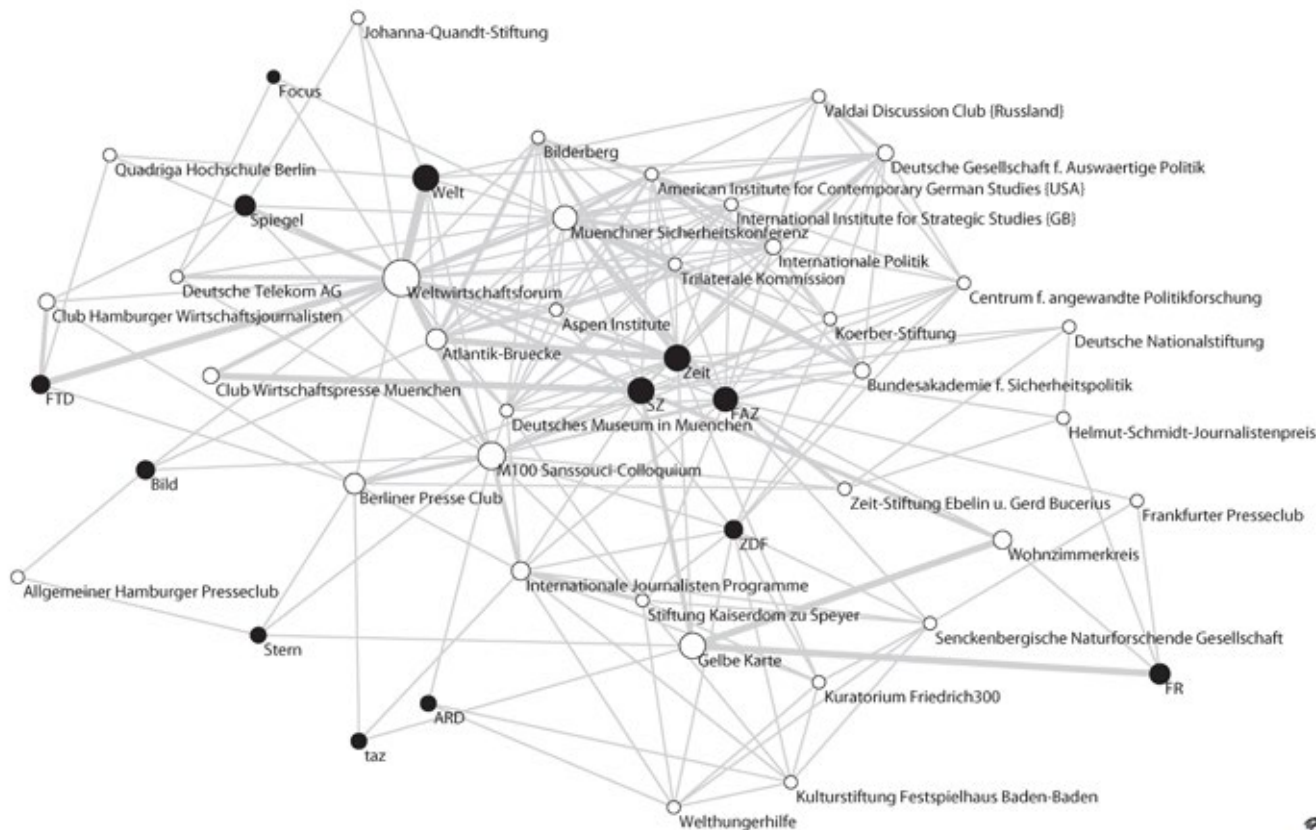 Johanna-Quandt-Stiftung
Focus
Valdai Discussion Club (Russland)
Bilderberg
Quadriga Hochschule Berlin
Deutsche Gesellschaft f. Auswaertige Politik
Welt
American Institute for Contemporary German Studies (USA)
Spiegel
International Institute for Strategic Studies (GB)
Muenchner Sicherheitskonferenz
Internationale Politik
Trilaterale Kommission
Deutsche Telekom AG
Weltwirtschaftsforum
Centrum f. angewandte Politikforschung
Club Hamburger Wirtschaftsjournalisten
Aspen Institute
Koerber-Stiftung
Deutsche Nationalstiftung
Atlantik-Bruecke
Zeit
Bundesakademie f. Sicherheitspolitik
Club Wirtschaftspresse Muenchen
FTD
SZ
FAZ
Deutsches Museum in Muenchen
Helmut-Schmidt-Journalistenpreis
M100 Sanssouci-Colloquium
Bild
Berliner Presse Club
Zeit-Stiftung Ebelin u. Gerd Bucerius
Frankfurter Presseclub
ZDF
Wohnzimmerkreis
Internationale Journalisten Programme
Allgemeiner Hamburger Presseclub
Stiftung Kaiserdom zu Speyer
Senckenbergische Naturforschende Gesellschaft
Stern
Gelbe Karte
FR
Kuratorium Friedrich300
ARD
taz
Kulturstiftung Festspielhaus Baden-Baden
Welthungerhilfe